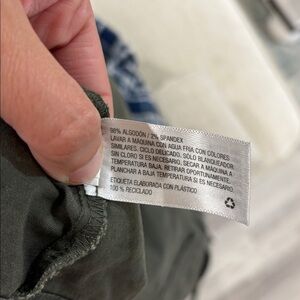 98% ALGODÓN / 2% SPANDEX
LAVAR A MÁQUINA CON AGUA FRIA CON COLORES
SIMILARES. CICLO DELICADO. SÓLO BLANQUEADOR
SIN CLORO SI ES NECESARIO. SECAR A MÁQUINA
TEMPERATURA BAJA. RETIRAR OPORTUNAMENTE.
PLANCHAR A BAJA TEMPERATURA SI ES NECESARIO.
ETIQUETA ELABORADA CON PLÁSTICO
100 % RECICLADO